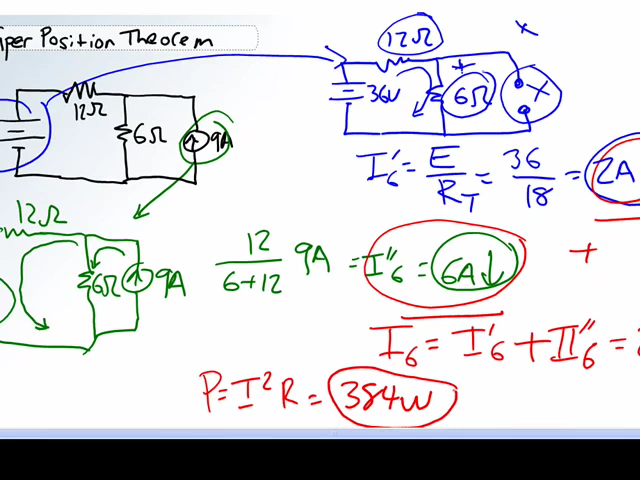 Position Theorem
12Ω
12Ω
36V
+
6Ω
X
6Ω
9A
I'6 = E/RT = 36/18 = 2A
12Ω
6Ω
9A
12/(6+12) 9A = I''6 = 6A↓
+
I6 = I'6 + I''6 =
P = I²R = 384W